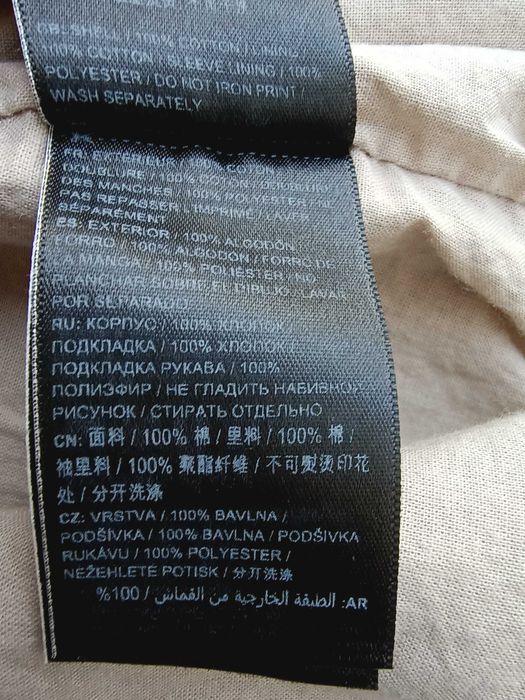 GB: SHELL / 100% COTTON / LINING /
100% COTTON / SLEEVE LINING / 100%
POLYESTER / DO NOT IRON PRINT /
WASH SEPARATELY
FR: EXTÉRIEUR / 100% COTON /
DOUBLURE / 100% COTON / DOUBLURE
DE MANCHES / 100% POLYESTER / NE
PAS REPASSER L'IMPRIMÉ / LAVER
SÉPARÉMENT
ES: EXTERIOR / 100% ALGODÓN /
FORRO / 100% ALGODÓN / FORRO DE
LA MANGA / 100% POLIÉSTER / NO
PLANCHAR SOBRE EL DIBUJO / LAVAR
POR SEPARADO
RU: КОРПУС / 100% ХЛОПОК /
ПОДКЛАДКА / 100% ХЛОПОК /
ПОДКЛАДКА РУКАВА / 100%
ПОЛИЭФИР / НЕ ГЛАДИТЬ НАБИВНОЙ
РИСУНОК / СТИРАТЬ ОТДЕЛЬНО
CN: 面料 / 100% 棉 / 里料 / 100% 棉 /
袖里料 / 100% 聚酯纤维 / 不可熨烫印花
处 / 分开洗涤
CZ: VRSTVA / 100% BAVLNA /
PODŠÍVKA / 100% BAVLNA / PODŠÍVKA
RUKÁVU / 100% POLYESTER /
NEŽEHLETE POTISK / 分开洗涤
AR: الطبقة الخارجية من القماش / 100%